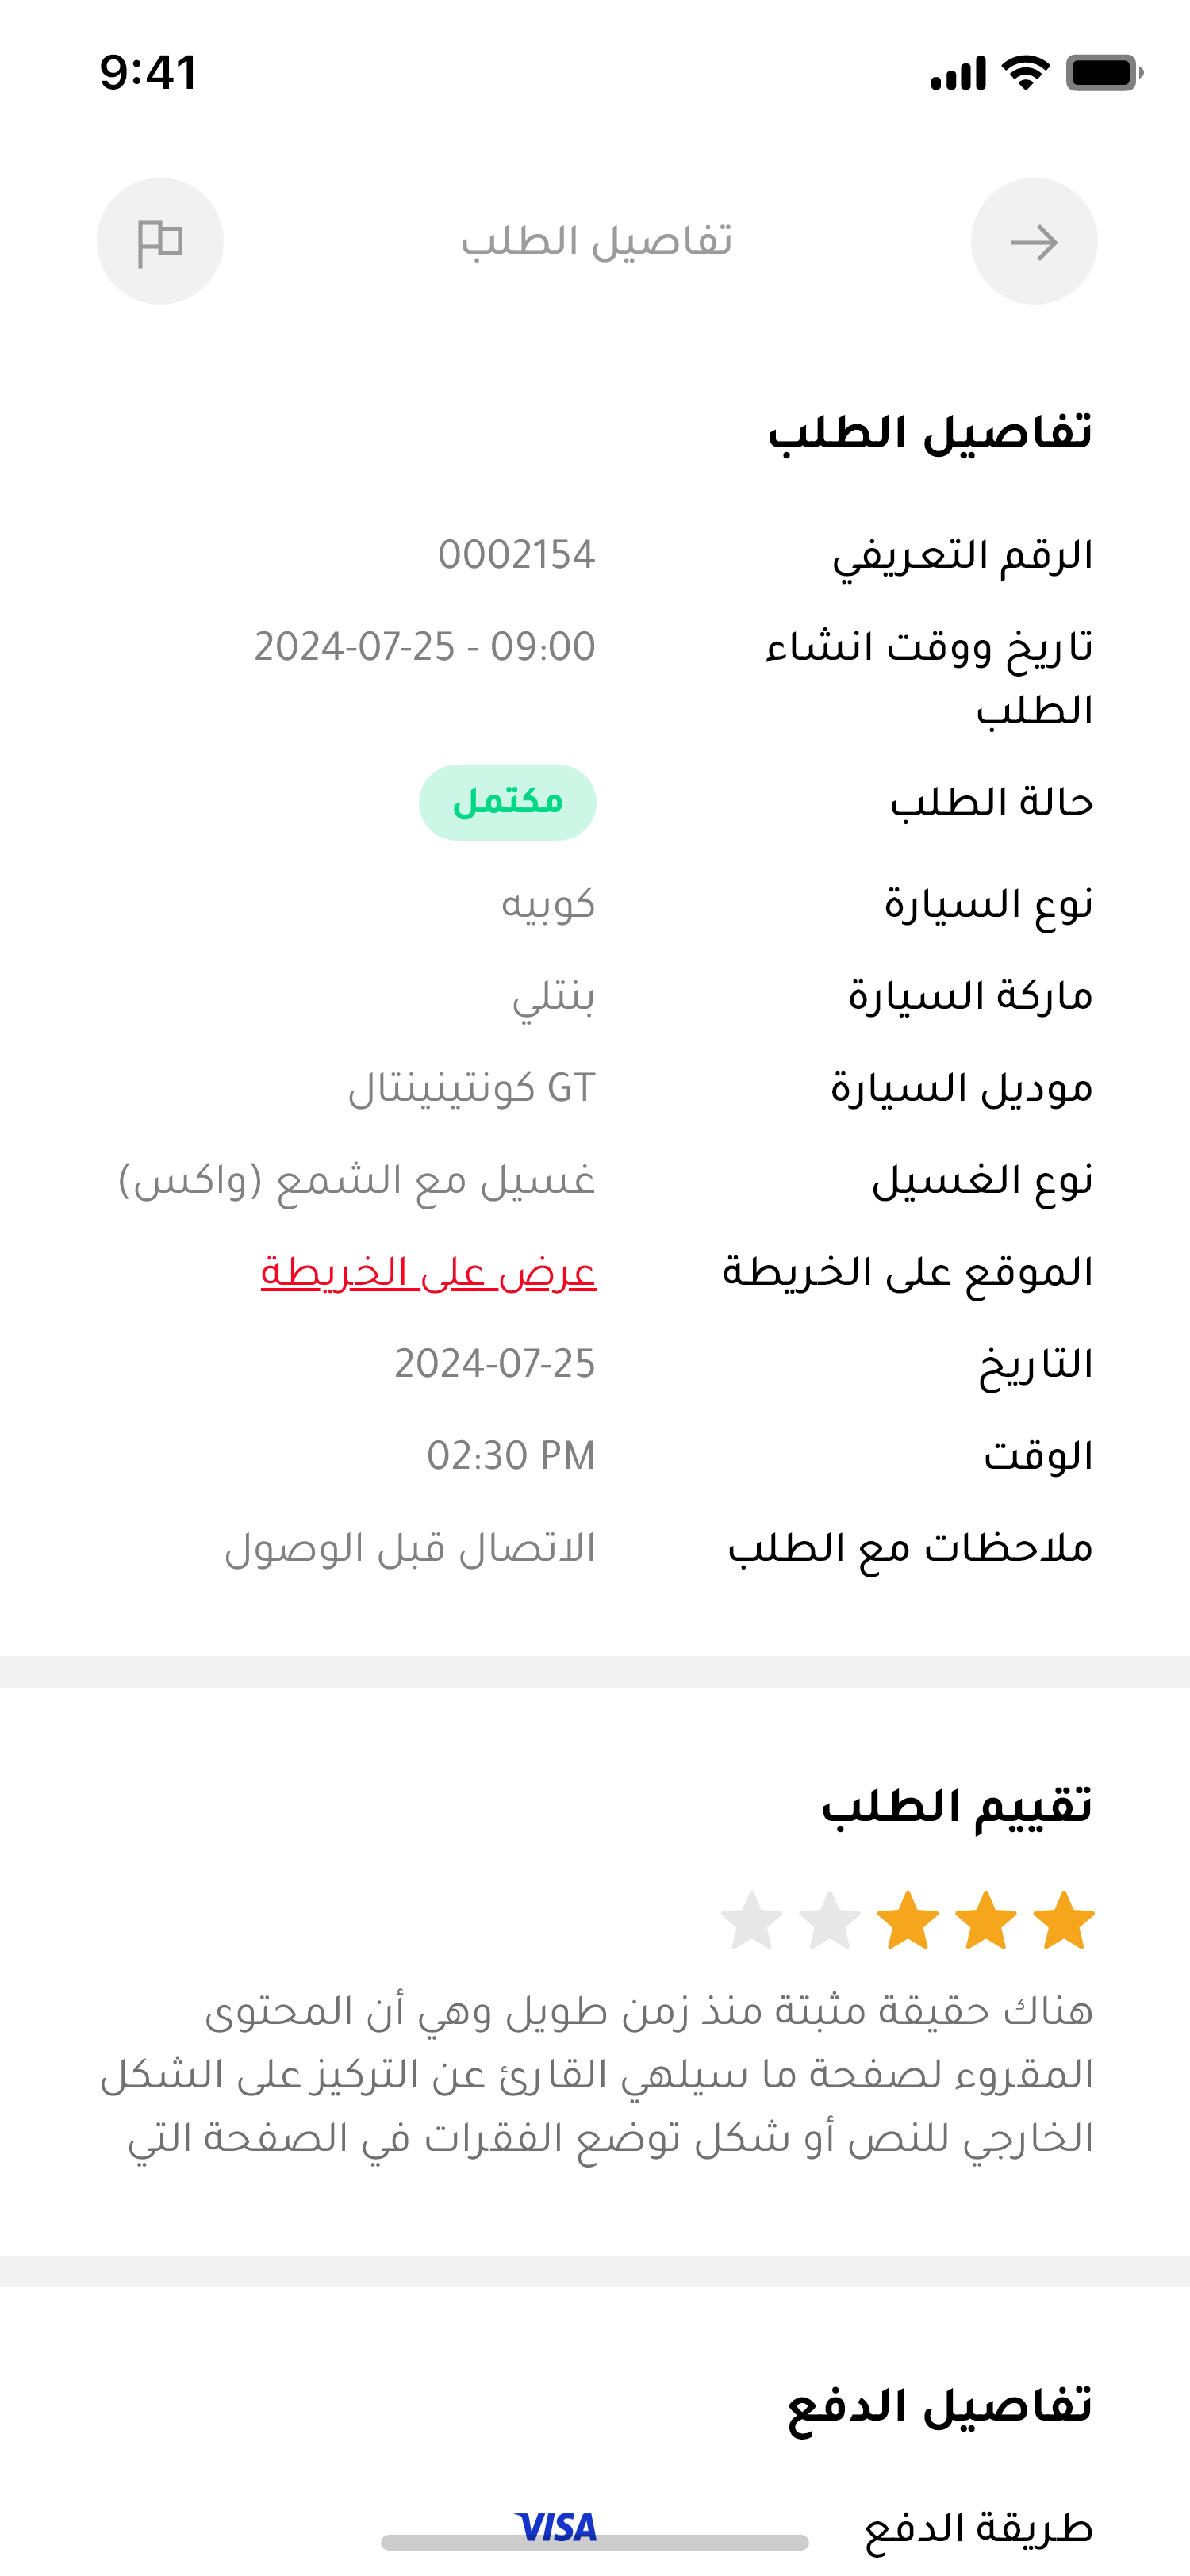 9:41
تفاصيل الطلب
تفاصيل الطلب
الرقم التعريفي 0002154
تاريخ ووقت انشاء 2024-07-25 - 09:00
الطلب
حالة الطلب مكتمل
نوع السيارة كوبيه
ماركة السيارة بنتلي
موديل السيارة GT كونتينينتال
نوع الغسيل غسيل مع الشمع (واكس)
الموقع على الخريطة عرض على الخريطة
التاريخ 2024-07-25
الوقت 02:30 PM
ملاحظات مع الطلب الاتصال قبل الوصول
تقييم الطلب
هناك حقيقة مثبتة منذ زمن طويل وهي أن المحتوى
المقروء لصفحة ما سيلهي القارئ عن التركيز على الشكل
الخارجي للنص أو شكل توضع الفقرات في الصفحة التي
تفاصيل الدفع
طريقة الدفع VISA